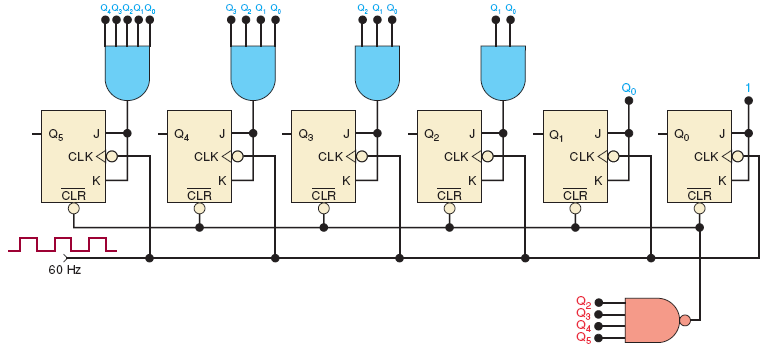 Q4 Q3 Q2 Q1 Q0
Q3 Q2 Q1 Q0
Q2 Q1 Q0
Q1 Q0
Q0
1
Q5 J CLK K CLR
Q4 J CLK K CLR
Q3 J CLK K CLR
Q2 J CLK K CLR
Q1 J CLK K CLR
Q0 J CLK K CLR
60 Hz
Q2
Q3
Q4
Q5